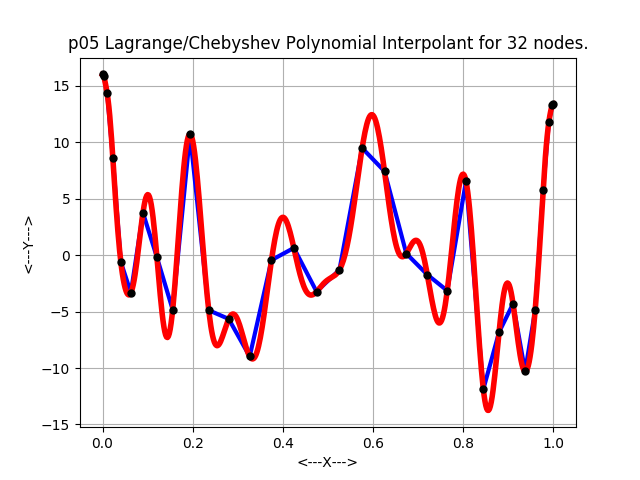 p05 Lagrange/Chebyshev Polynomial Interpolant for 32 nodes.
15
10
5
0
−5
−10
−15
<---Y--->
0.0 0.2 0.4 0.6 0.8 1.0
<---X--->